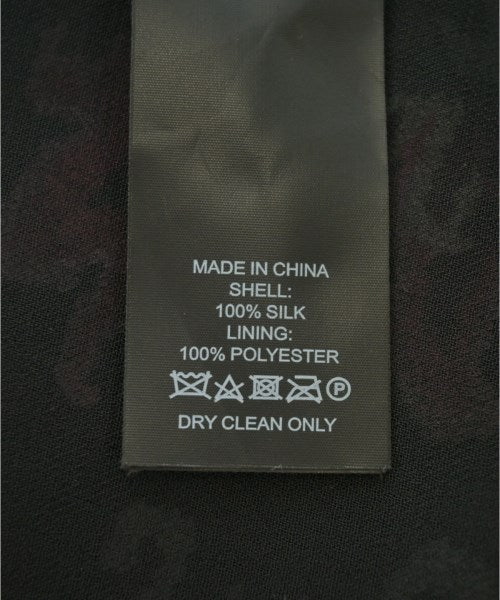 MADE IN CHINA
SHELL:
100% SILK
LINING:
100% POLYESTER
P
DRY CLEAN ONLY